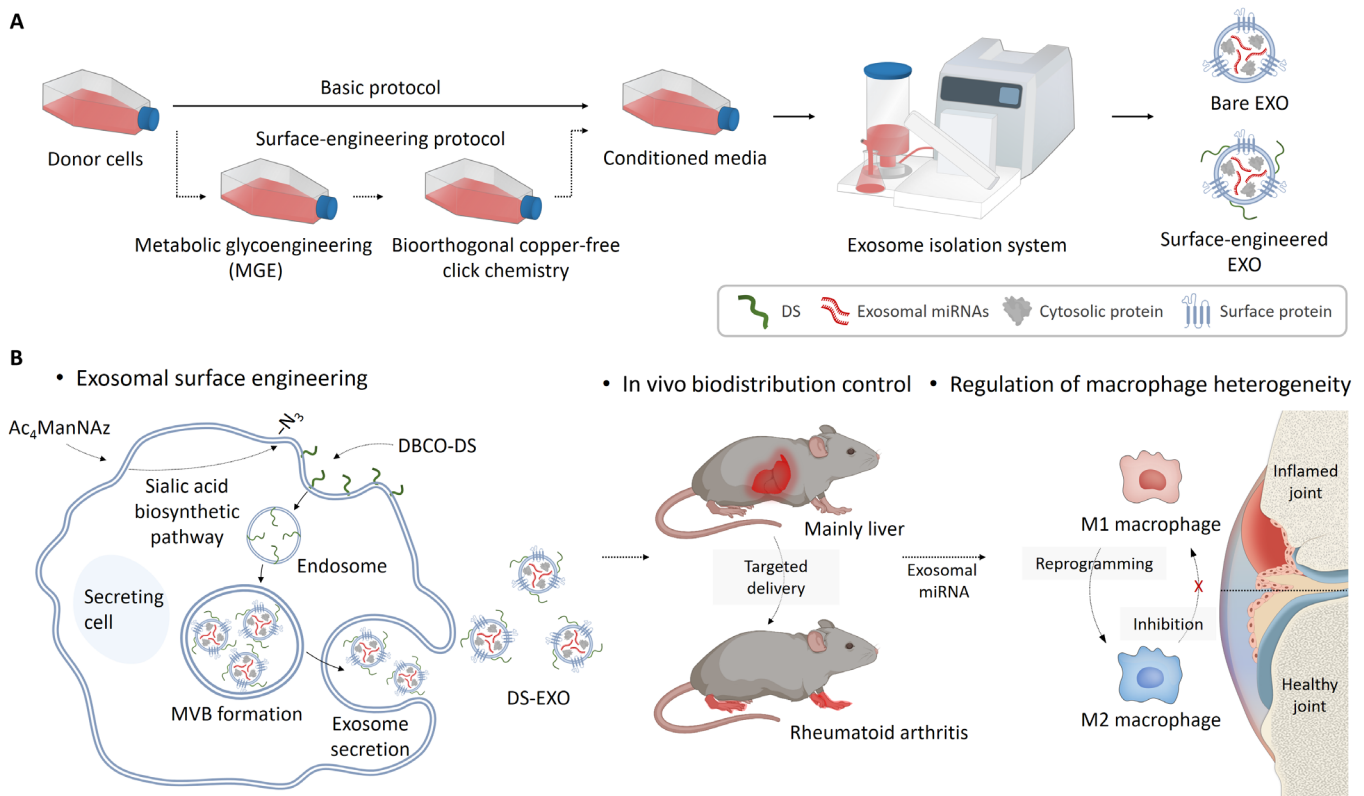 A
Basic protocol
Surface-engineering protocol
Donor cells
Metabolic glycoengineering
(MGE)
Bioorthogonal copper-free
click chemistry
Conditioned media
Exosome isolation system
Bare EXO
Surface-engineered
EXO
DS
Exosomal miRNAs
Cytosolic protein
Surface protein
B
• Exosomal surface engineering
Ac4ManNAz
–N3
DBCO-DS
Sialic acid
biosynthetic
pathway
Endosome
Secreting
cell
MVB formation
Exosome
secretion
DS-EXO
• In vivo biodistribution control
Mainly liver
Targeted
delivery
Rheumatoid arthritis
Exosomal
miRNA
• Regulation of macrophage heterogeneity
M1 macrophage
Reprogramming
X
Inhibition
M2 macrophage
Inflamed
joint
Healthy
joint